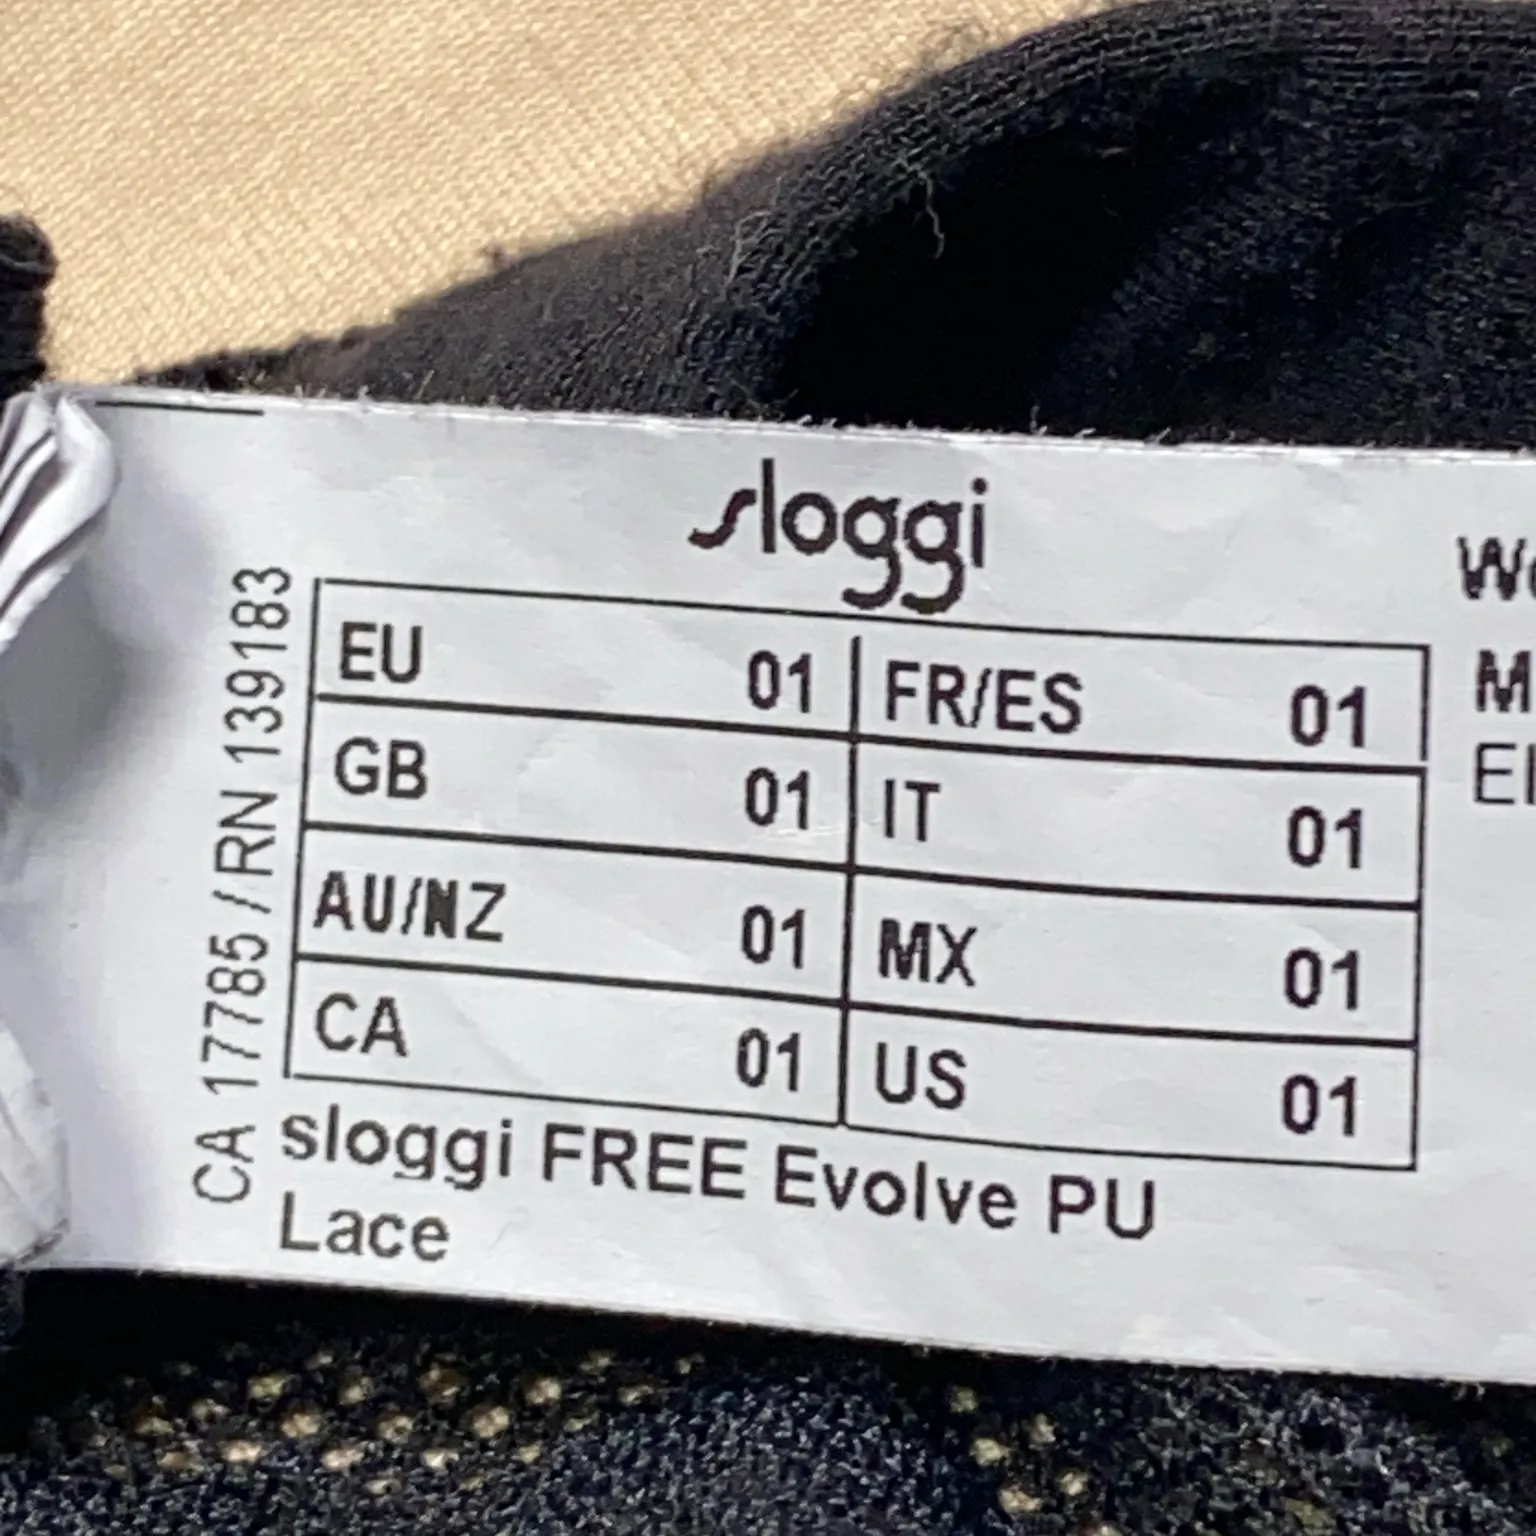 sloggi
EU 01 FR/ES 01
GB 01 IT 01
AU/NZ 01 MX 01
CA 01 US 01
sloggi FREE Evolve PU
Lace
CA 17785 / RN 139183